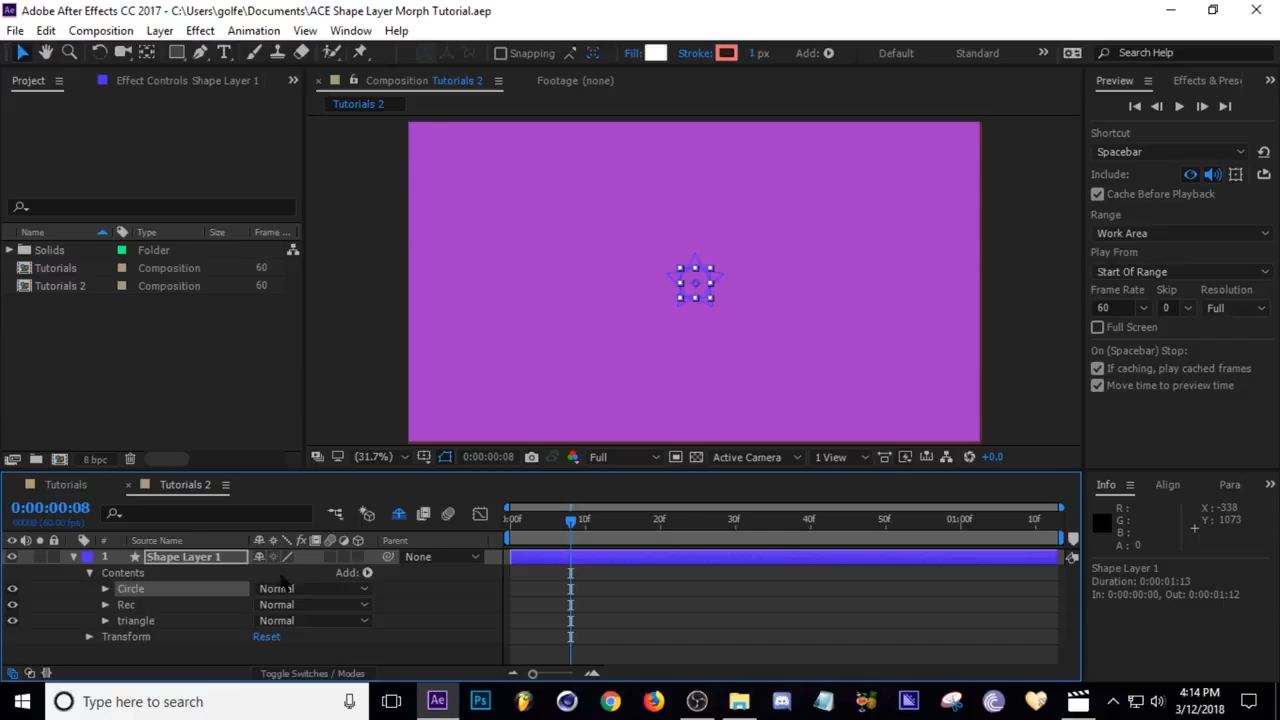 Adobe After Effects CC 2017 - C:\Users\golfe\Documents\ACE Shape Layer Morph Tutorial.aep
File Edit Composition Layer Effect Animation View Window Help
Snapping Fill: Stroke: 1 px Add: Default Standard Search Help
Project Effect Controls Shape Layer 1 Composition Tutorials 2 Footage (none) Preview Effects & Prese
Tutorials 2
Shortcut
Spacebar
Include:
Cache Before Playback
Range
Name Type Size Frame ... Work Area
Solids Folder Play From
Tutorials Composition 60 Start Of Range
Tutorials 2 Composition 60 Frame Rate Skip Resolution
60 0 Full
Full Screen
On (Spacebar) Stop:
If caching, play cached frames
Move time to preview time
8 bpc (31.7%) 0:00:00:08 Full Active Camera 1 View +0.0
Tutorials Tutorials 2 Info Align Para
0:00:00:08
00008 (60.00 fps)
:00f 10f 20f 30f 40f 50f 01:00f 10f
R: X: -338
G: Y: 1073
B:
A: 0
# Source Name Parent
1 Shape Layer 1 None
Contents Add:
Circle Normal
Rec Normal
triangle Normal
Transform Reset
Shape Layer 1
Duration: 0:00:01:13
In: 0:00:00:00, Out: 0:00:01:12
Toggle Switches / Modes
Type here to search
Ae Ps
4:14 PM
3/12/2018